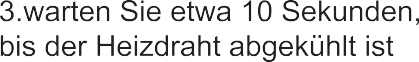 3.warten Sie etwa 10 Sekunden,
bis der Heizdraht abgekühlt ist